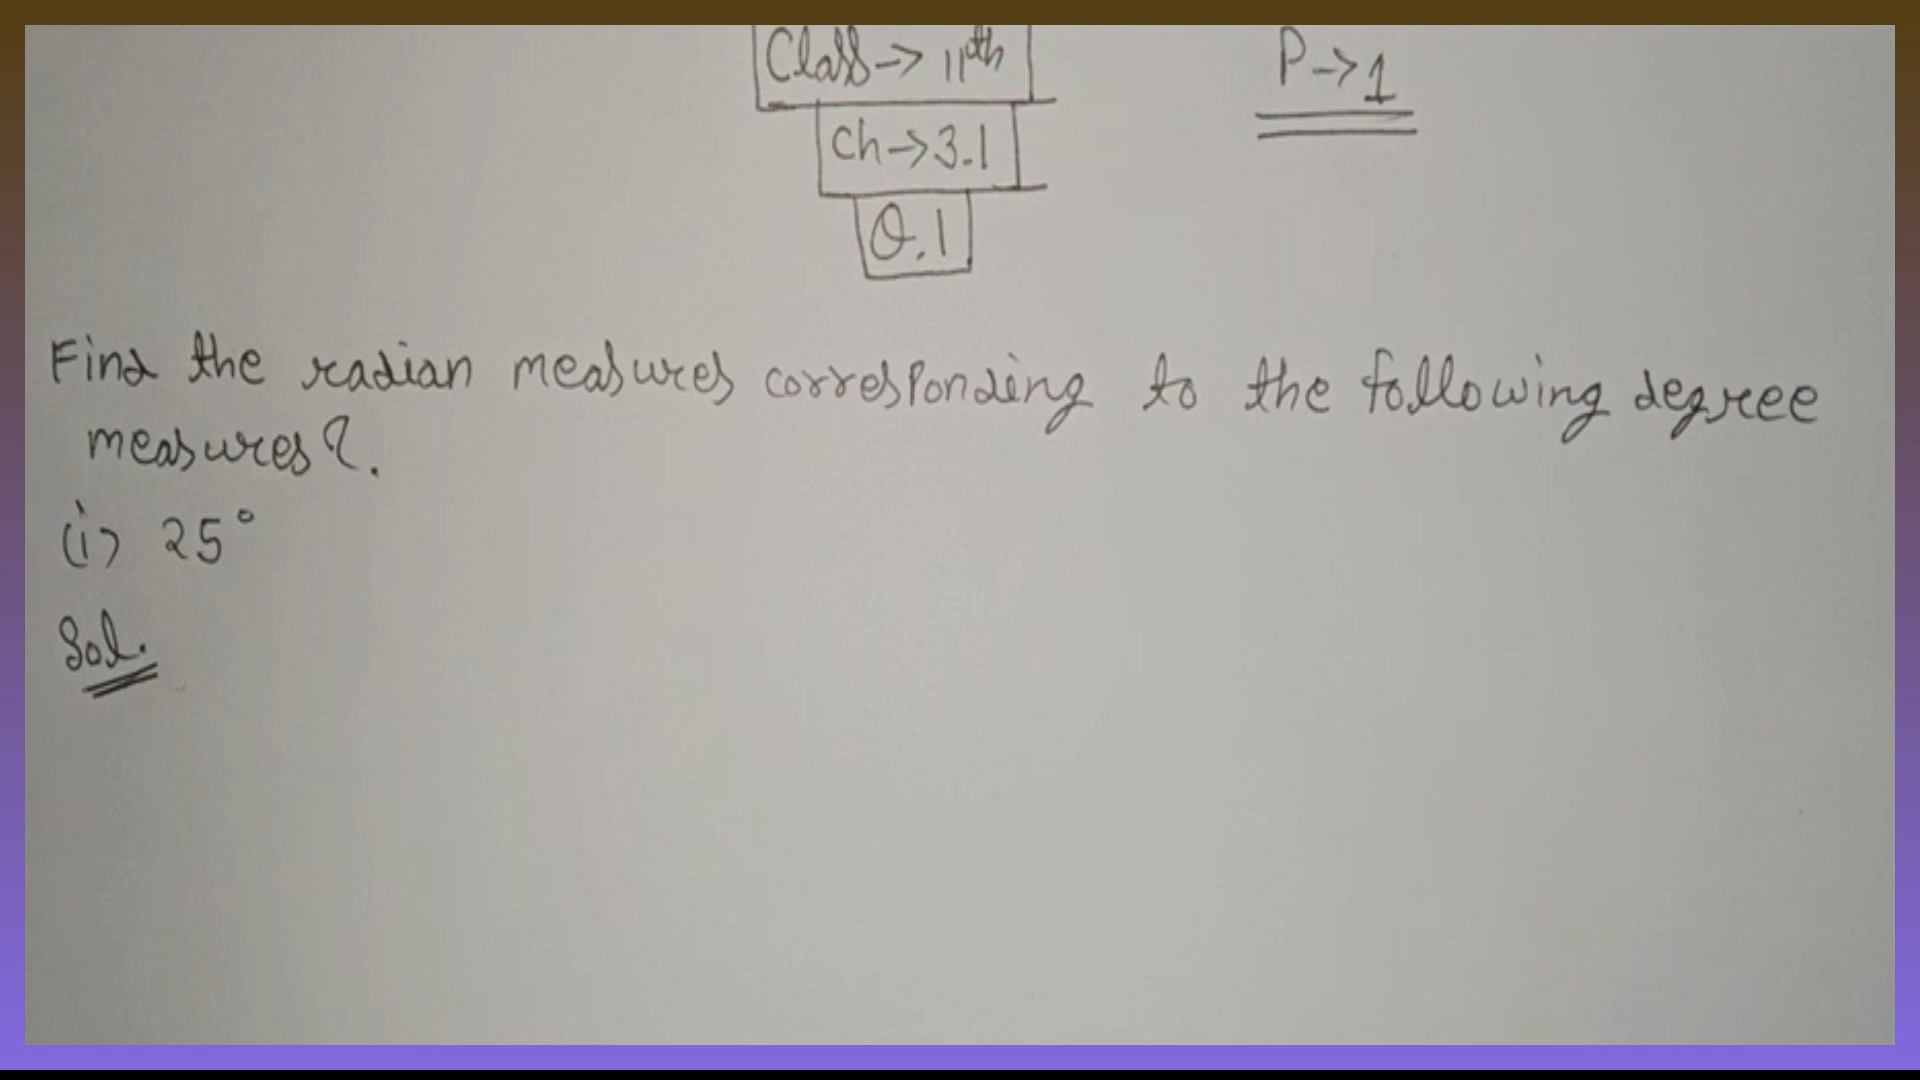 Class -> 11th
P -> 1
Ch -> 3.1
Q.1
Find the radian measures corresponding to the following degree
measures?.
(i) 25°
Sol.